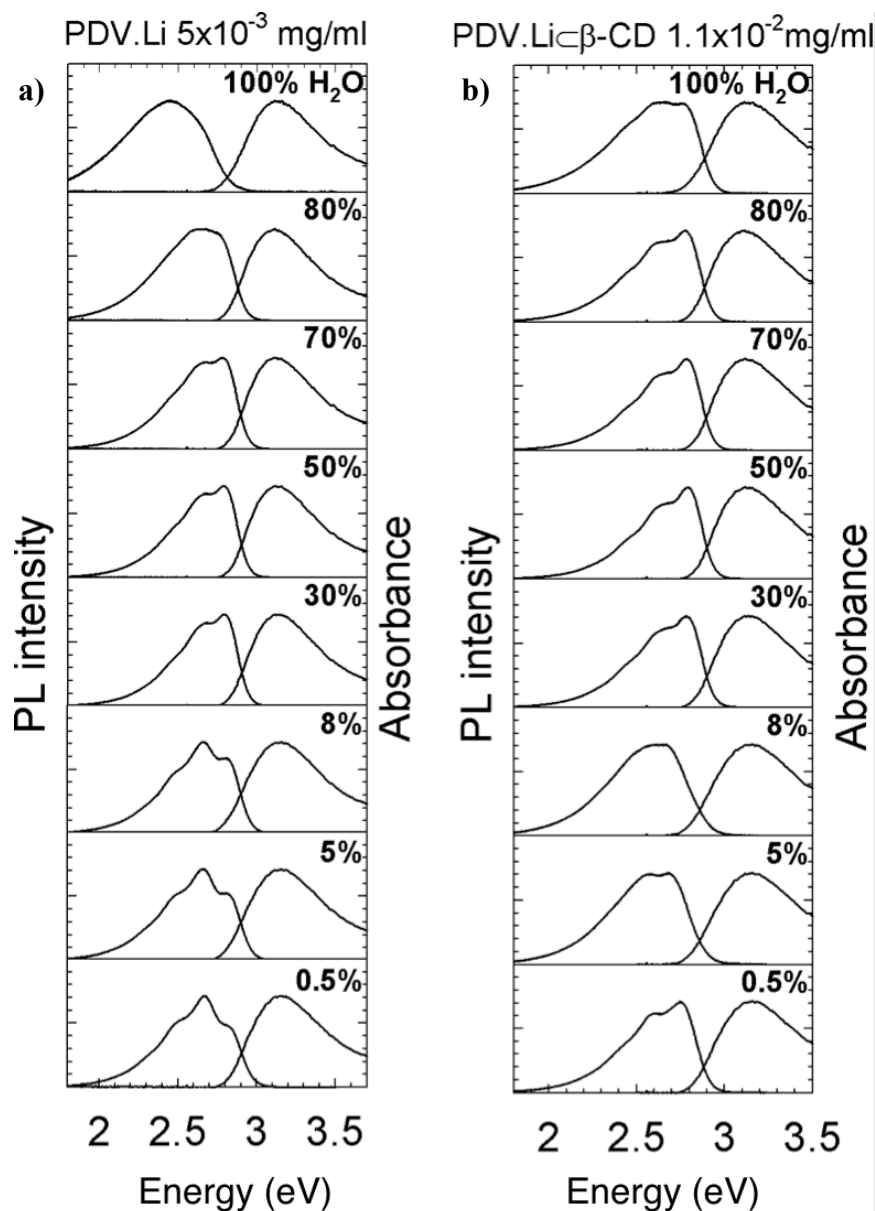 PDV.Li 5x10⁻³ mg/ml
a)
100% H₂O
80%
70%
50%
30%
8%
5%
0.5%
PL intensity
Absorbance
2 2.5 3 3.5
Energy (eV)
PDV.Li⊂β-CD 1.1x10⁻²mg/ml
b)
100% H₂O
80%
70%
50%
30%
8%
5%
0.5%
PL intensity
Absorbance
2 2.5 3 3.5
Energy (eV)